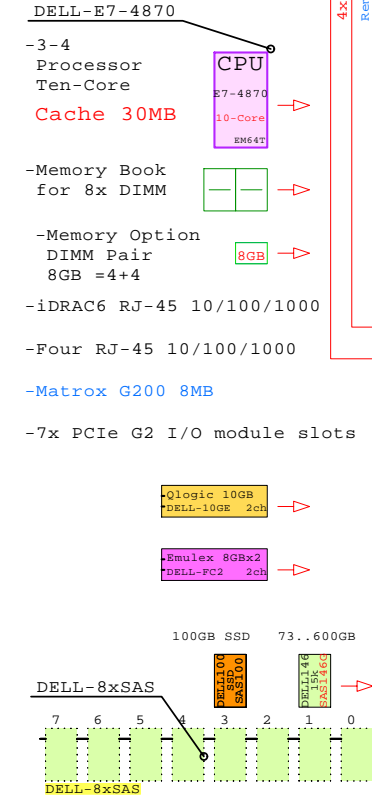 DELL-E7-4870
4x
-3-4
Processor
Ten-Core
Cache 30MB
CPU
E7-4870
10-Core
EM64T
-Memory Book
for 8x DIMM
-Memory Option
DIMM Pair
8GB =4+4
8GB
-iDRAC6 RJ-45 10/100/1000
-Four RJ-45 10/100/1000
-Matrox G200 8MB
-7x PCIe G2 I/O module slots
Qlogic 10GB
DELL-10GE 2ch
Emulex 8GBx2
DELL-FC2 2ch
100GB SSD 73..600GB
DELL100
SSD
SAS100
DELL146
15k
SAS146G
DELL-8xSAS
7 6 5 4 3 2 1 0
DELL-8xSAS